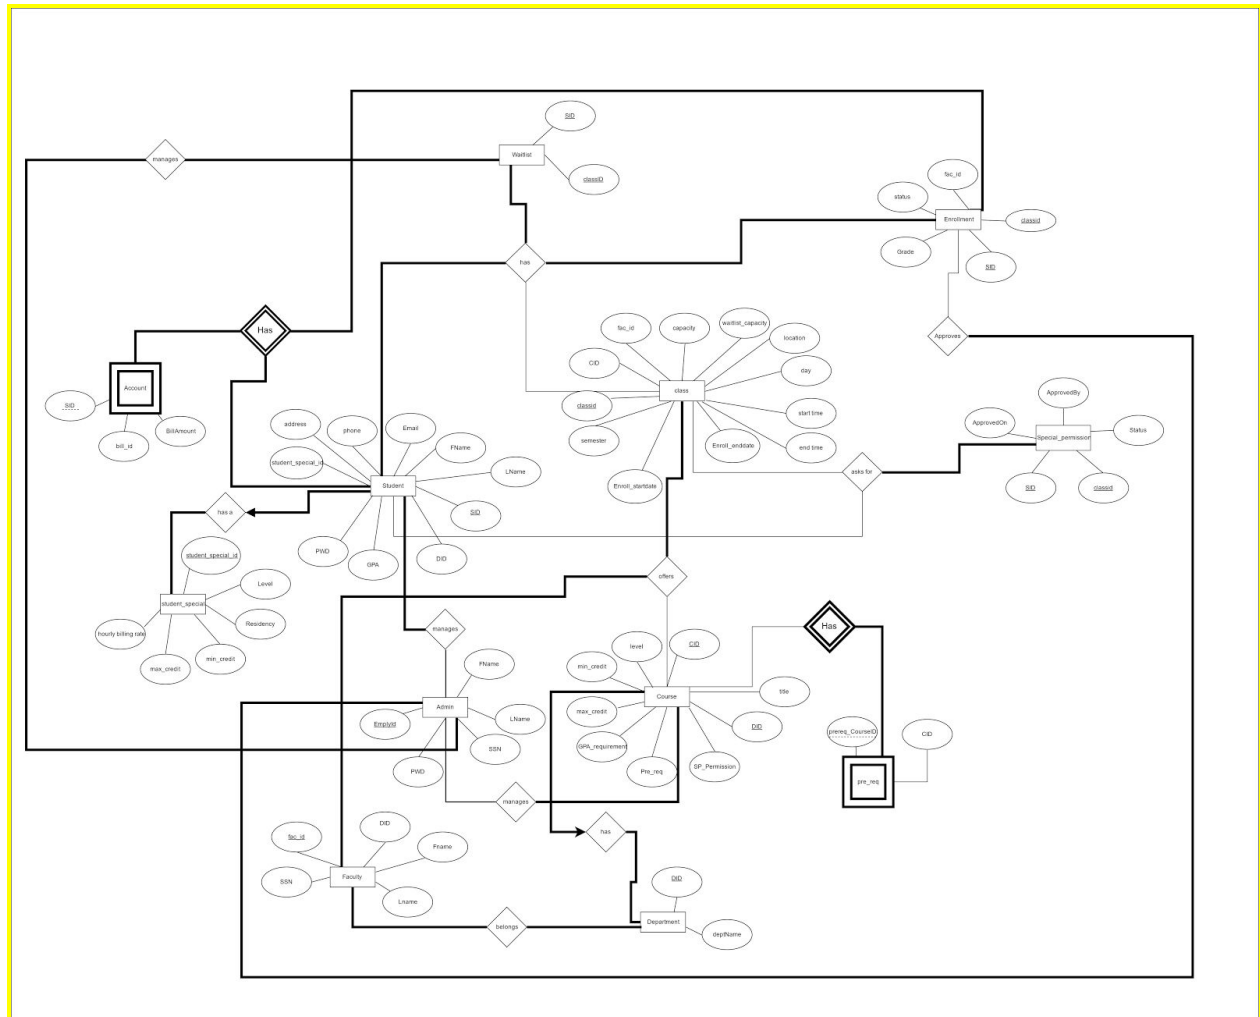 SID
Waitlist
manages
classID
fac_id
status
Enrollment
classid
Grade
SID
has
Has
Approves
fac_id
capacity
waitlist_capacity
location
CID
day
class
classid
start time
semester
Enroll_enddate
end time
Enroll_startdate
Account
SID
bill_id
BillAmount
ApprovedBy
ApprovedOn
Status
Special_permission
SID
classid
asks for
address
phone
Email
FName
student_special_id
LName
Student
SID
PWD
GPA
DID
has a
student_special_id
Level
student_special
Residency
hourly billing rate
min_credit
max_credit
offers
manages
Has
FName
Admin
EmplyId
LName
SSN
PWD
level
CID
min_credit
Course
title
max_credit
DID
GPA_requirement
Pre_req
SP_Permission
prereq_CourseID
CID
pre_req
manages
has
DID
fac_id
Fname
SSN
Faculty
Lname
belongs
DID
Department
deptName